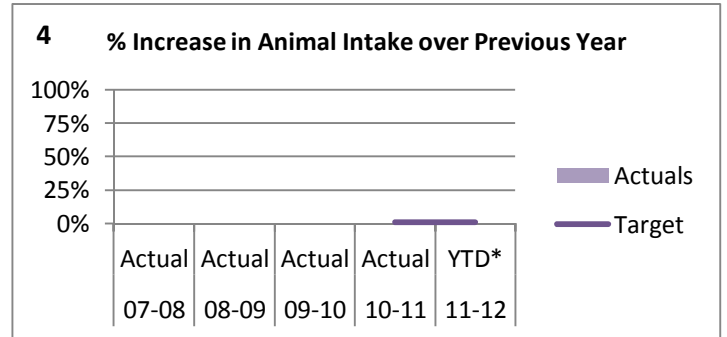 4 % Increase in Animal Intake over Previous Year
100%
75%
50%
25%
0%
Actual Actual Actual Actual YTD*
07-08 08-09 09-10 10-11 11-12
Actuals
Target